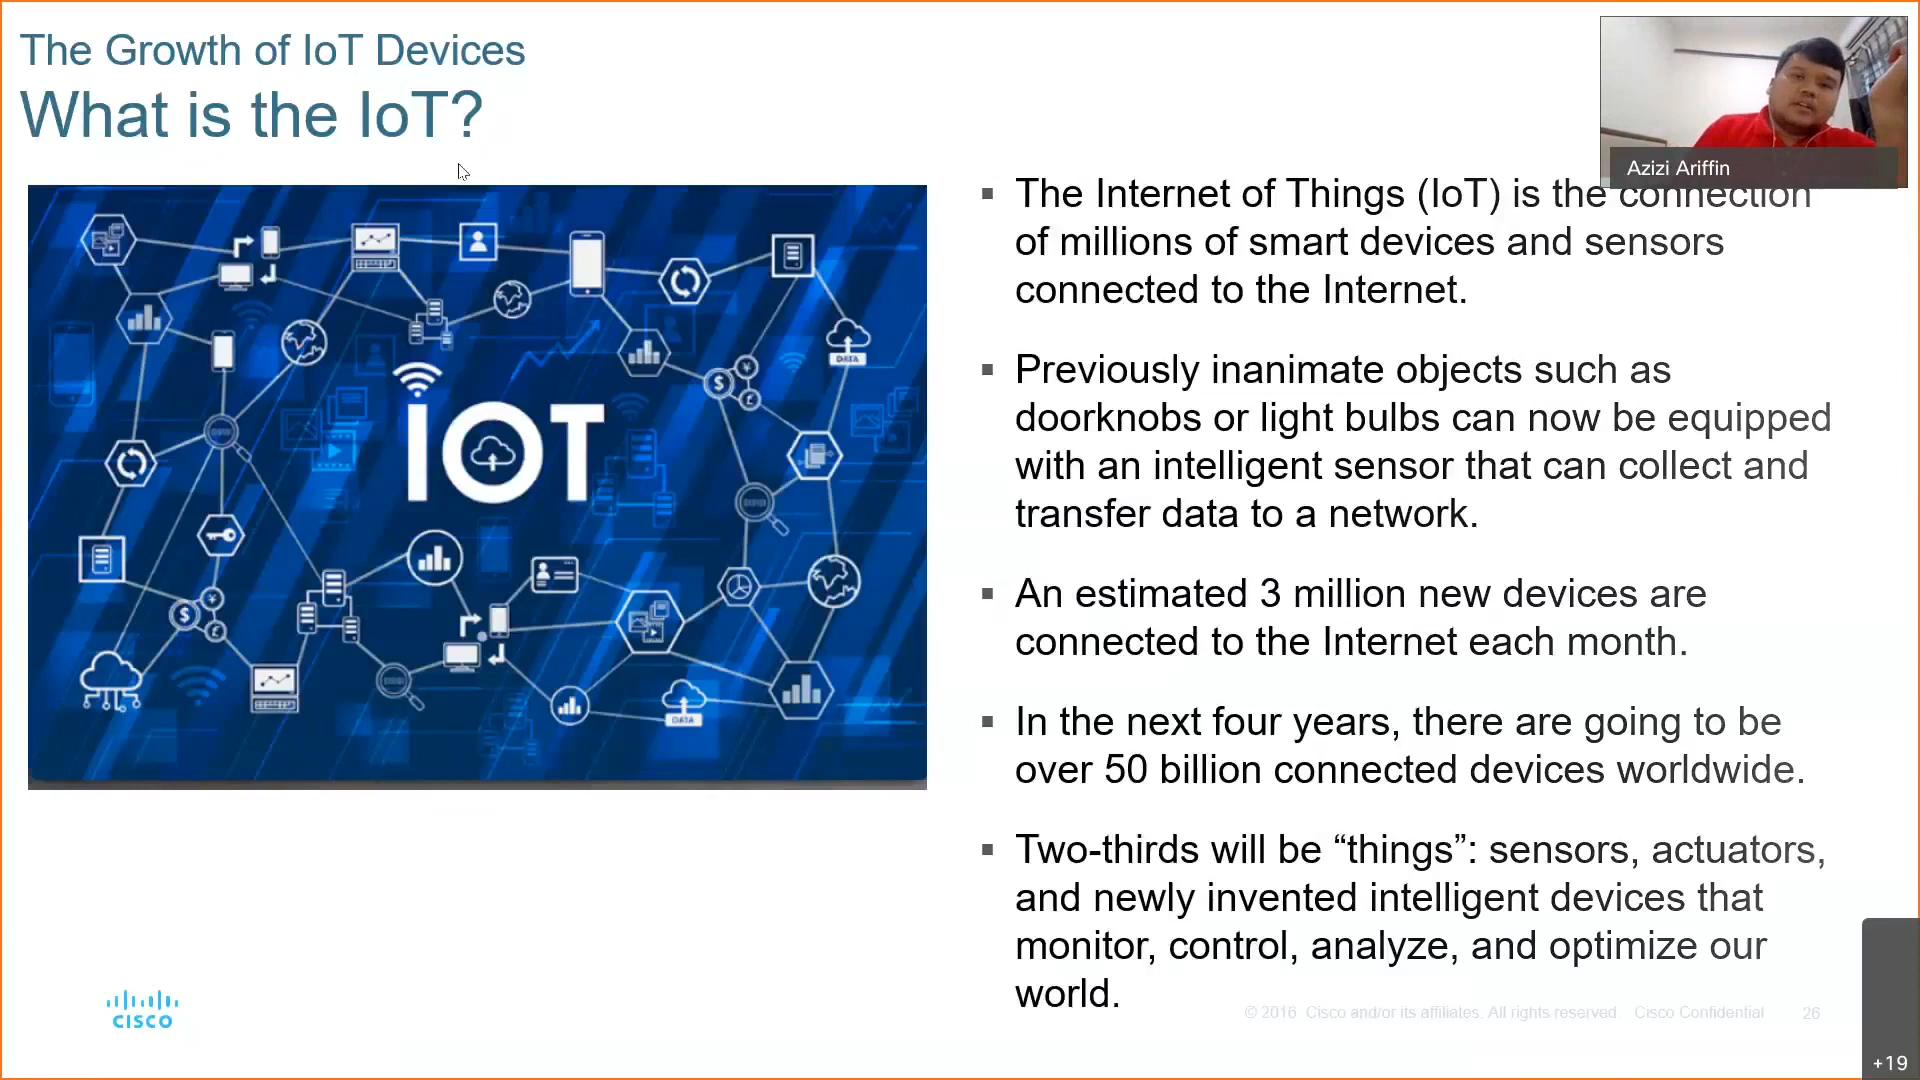 The Growth of IoT Devices
What is the IoT?
Azizi Ariffin
IOT
DATA
$
¥
£
$
¥
£
DATA
▪ The Internet of Things (IoT) is the connection
of millions of smart devices and sensors
connected to the Internet.
▪ Previously inanimate objects such as
doorknobs or light bulbs can now be equipped
with an intelligent sensor that can collect and
transfer data to a network.
▪ An estimated 3 million new devices are
connected to the Internet each month.
▪ In the next four years, there are going to be
over 50 billion connected devices worldwide.
▪ Two-thirds will be “things”: sensors, actuators,
and newly invented intelligent devices that
monitor, control, analyze, and optimize our
world.
CISCO
© 2016 Cisco and/or its affiliates. All rights reserved. Cisco Confidential 26
+19